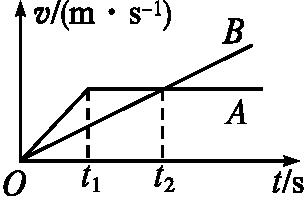 v/(m · s⁻¹)
B
A
O
t₁
t₂
t/s